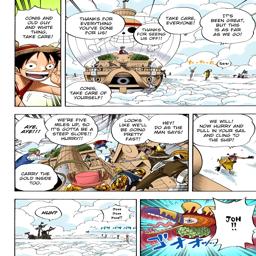 CONIS AND
OLD GUY
AND WHITE
THING,
TAKE CARE!
THANKS FOR
EVERYTHING
YOU'VE
DONE FOR
US!
THANKS
FOR SEEING
US OFF!!
TAKE CARE,
EVERYONE!
IT'S
BEEN GREAT,
BUT THIS
IS AS FAR
AS WE GO!
CONIS,
TAKE CARE OF
YOURSELF!
AYE,
AYE!!!
WE'RE FIVE
MILES UP, SO
IT'S GOTTA BE A
STEEP SLOPE!!
HURRY!!
LOOKS
LIKE WE'LL
BE GOING
PRETTY
FAST!
HEY!
DO AS THE
MAN SAYS!
WE WILL!
NOW HURRY AND
PULL IN YOUR SAIL
AND CLING TO
THE SHIP!
CARRY THE
GOLD INSIDE
TOO.
HUH?
JOH
!!